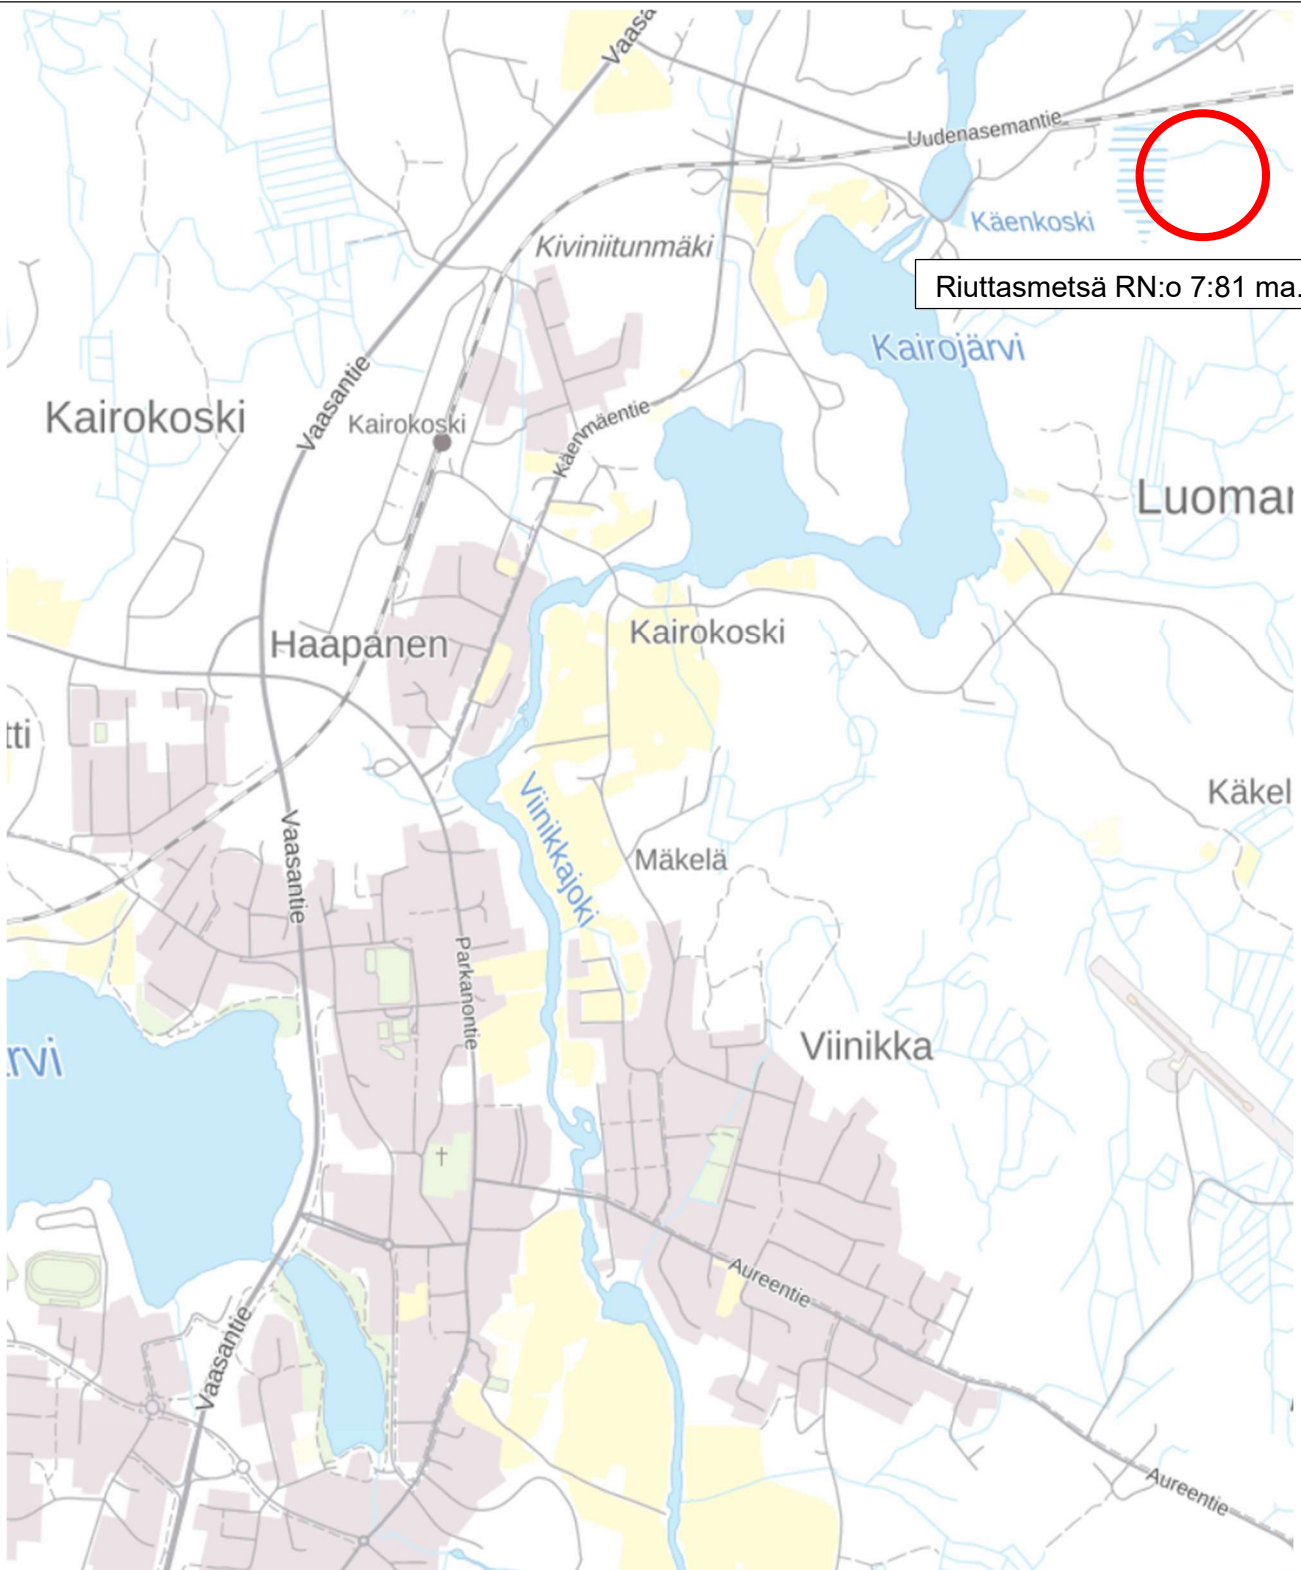 Vaasa
Uudenasemantie
Käenkoski
Kiviniitunmäki
Riuttasmetsä RN:o 7:81 ma.
Kairojärvi
Vaasantie
Kairokoski
Kairokoski
Käenmäentie
Luoma
Haapanen
Kairokoski
tti
Viinikkajoki
Käkel
Vaasantie
Mäkelä
Parkanontie
rvi
Viinikka
Aureentie
Vaasantie
Aureentie